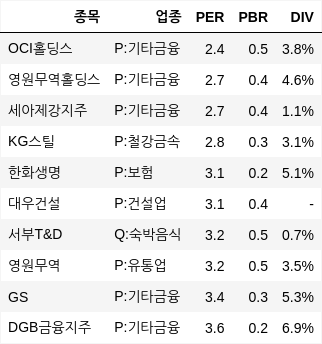 종목 업종 PER PBR DIV
OCI홀딩스 P:기타금융 2.4 0.5 3.8%
영원무역홀딩스 P:기타금융 2.7 0.4 4.6%
세아제강지주 P:기타금융 2.7 0.4 1.1%
KG스틸 P:철강금속 2.8 0.3 3.1%
한화생명 P:보험 3.1 0.2 5.1%
대우건설 P:건설업 3.1 0.4 -
서부T&D Q:숙박음식 3.2 0.5 0.7%
영원무역 P:유통업 3.2 0.5 3.5%
GS P:기타금융 3.4 0.3 5.3%
DGB금융지주 P:기타금융 3.6 0.2 6.9%